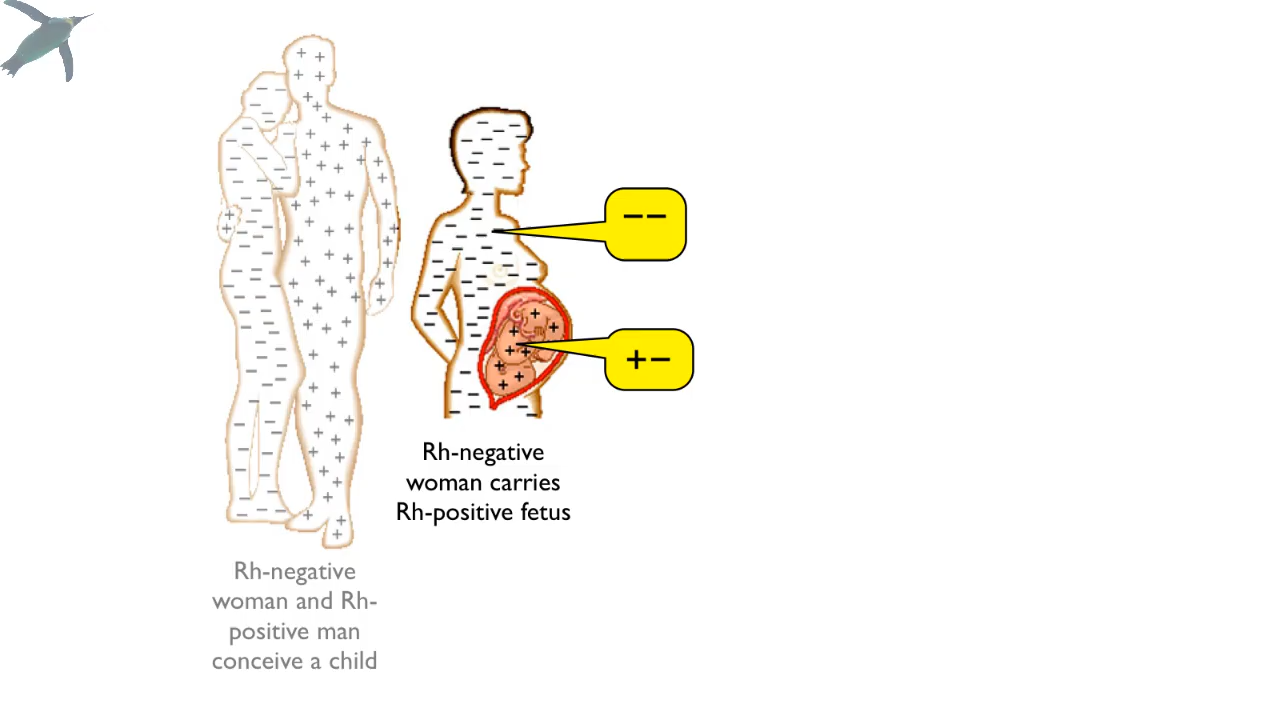 −−
+−
Rh-negative
woman carries
Rh-positive fetus
Rh-negative
woman and Rh-
positive man
conceive a child